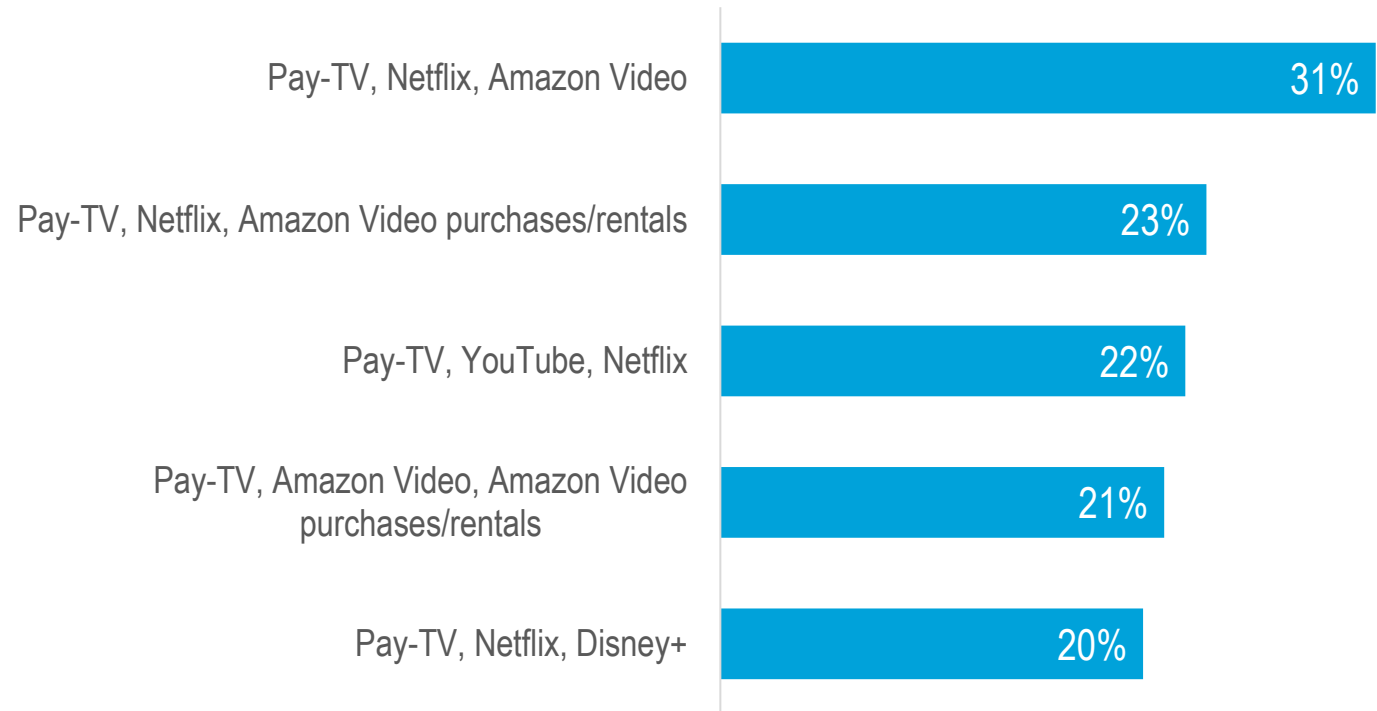 Pay-TV, Netflix, Amazon Video
31%
Pay-TV, Netflix, Amazon Video purchases/rentals
23%
Pay-TV, YouTube, Netflix
22%
Pay-TV, Amazon Video, Amazon Video
purchases/rentals
21%
Pay-TV, Netflix, Disney+
20%